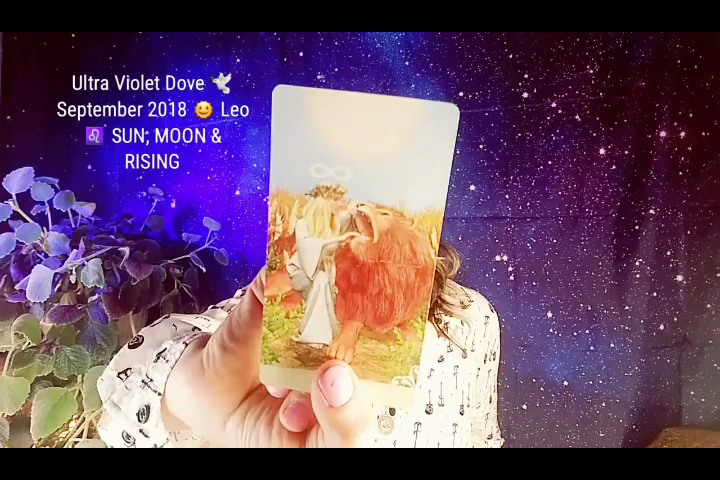 Ultra Violet Dove 🕊
September 2018 🙂 Leo
♌ SUN; MOON &
RISING